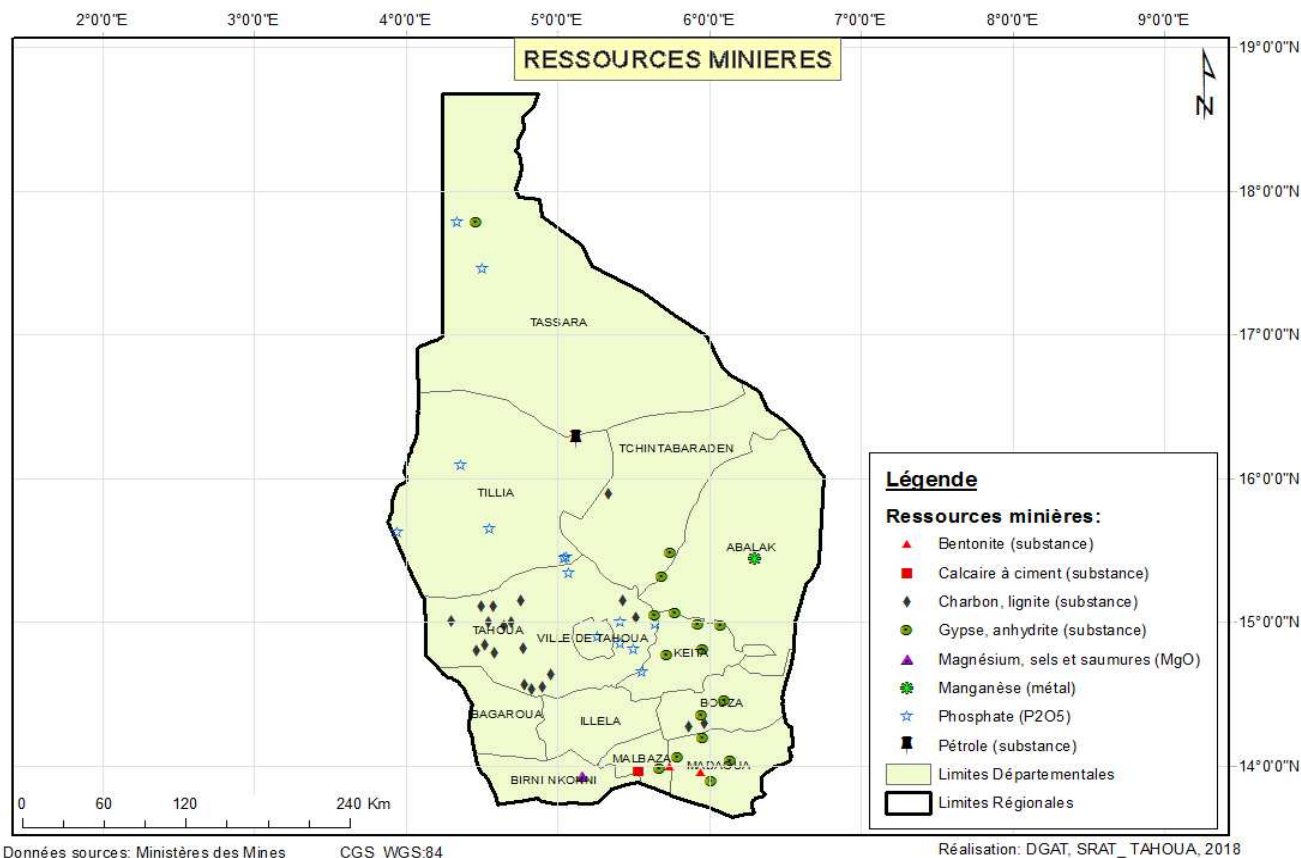 2°0'0"E 3°0'0"E 4°0'0"E 5°0'0"E 6°0'0"E 7°0'0"E 8°0'0"E 9°0'0"E
RESSOURCES MINIERES
19°0'0"N
N
18°0'0"N
TASSARA
17°0'0"N
TCHINTABARADEN
16°0'0"N
TILLIA
ABALAK
15°0'0"N
TAHOUA
VILLE DE TAHOUA
KEITA
BOUZA
BAGAROUA
ILLELA
MALBAZA
MADAOUA
14°0'0"N
BIRNI NKONNI
Légende
Ressources minières:
Bentonite (substance)
Calcaire à ciment (substance)
Charbon, lignite (substance)
Gypse, anhydrite (substance)
Magnésium, sels et saumures (MgO)
Manganèse (métal)
Phosphate (P2O5)
Pétrole (substance)
Limites Départementales
Limites Régionales
0 60 120 240 Km
Données sources: Ministères des Mines CGS_WGS:84
Réalisation: DGAT, SRAT_TAHOUA, 2018